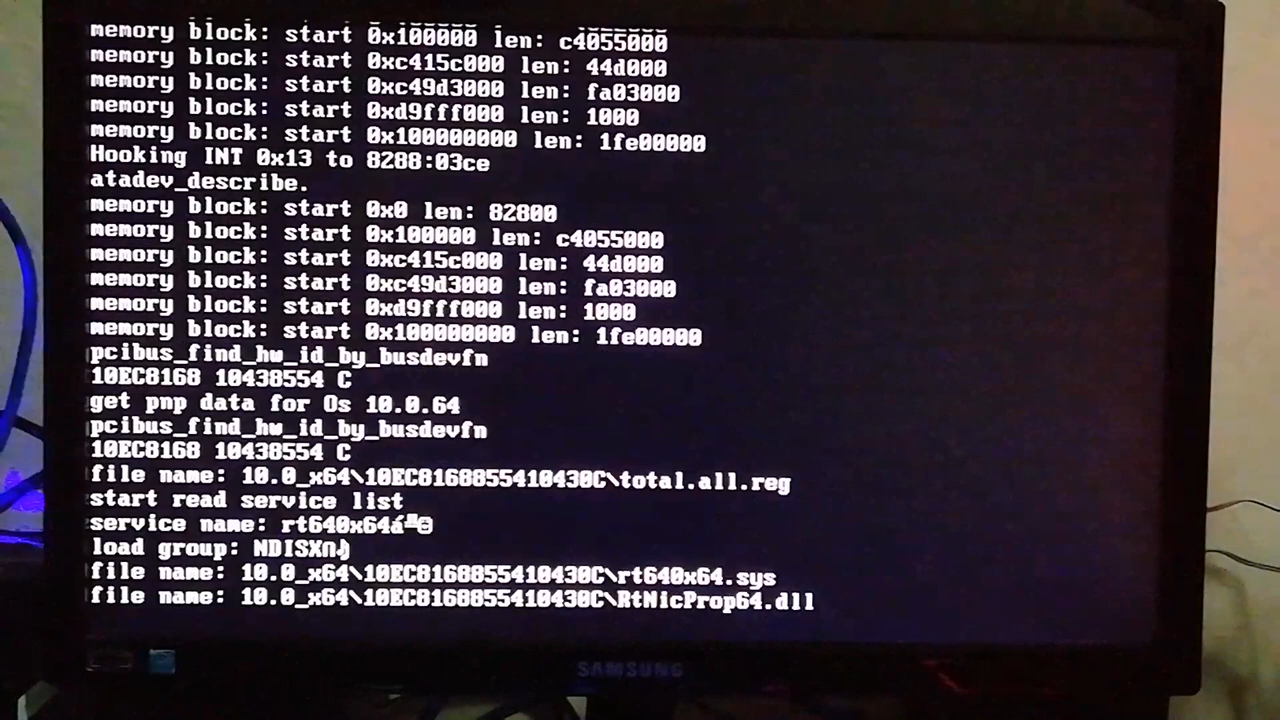 memory block: start 0x100000 len: c4055000
memory block: start 0xc415c000 len: 44d000
memory block: start 0xc49d3000 len: fa03000
memory block: start 0xd9fff000 len: 1000
memory block: start 0x100000000 len: 1fe00000
Hooking INT 0x13 to 8288:03ce
atadev_describe.
memory block: start 0x0 len: 82800
memory block: start 0x100000 len: c4055000
memory block: start 0xc415c000 len: 44d000
memory block: start 0xc49d3000 len: fa03000
memory block: start 0xd9fff000 len: 1000
memory block: start 0x100000000 len: 1fe00000
pcibus_find_hw_id_by_busdevfn
10EC8168 10438554 C
get pnp data for Os 10.0.64
pcibus_find_hw_id_by_busdevfn
10EC8168 10438554 C
file name: 10.0_x64\10EC8168855410430C\total.all.reg
start read service list
service name: rt640x64á╩☺
load group: NDISX∩♪
file name: 10.0_x64\10EC8168855410430C\rt640x64.sys
file name: 10.0_x64\10EC8168855410430C\RtNicProp64.dll
SAMSUNG